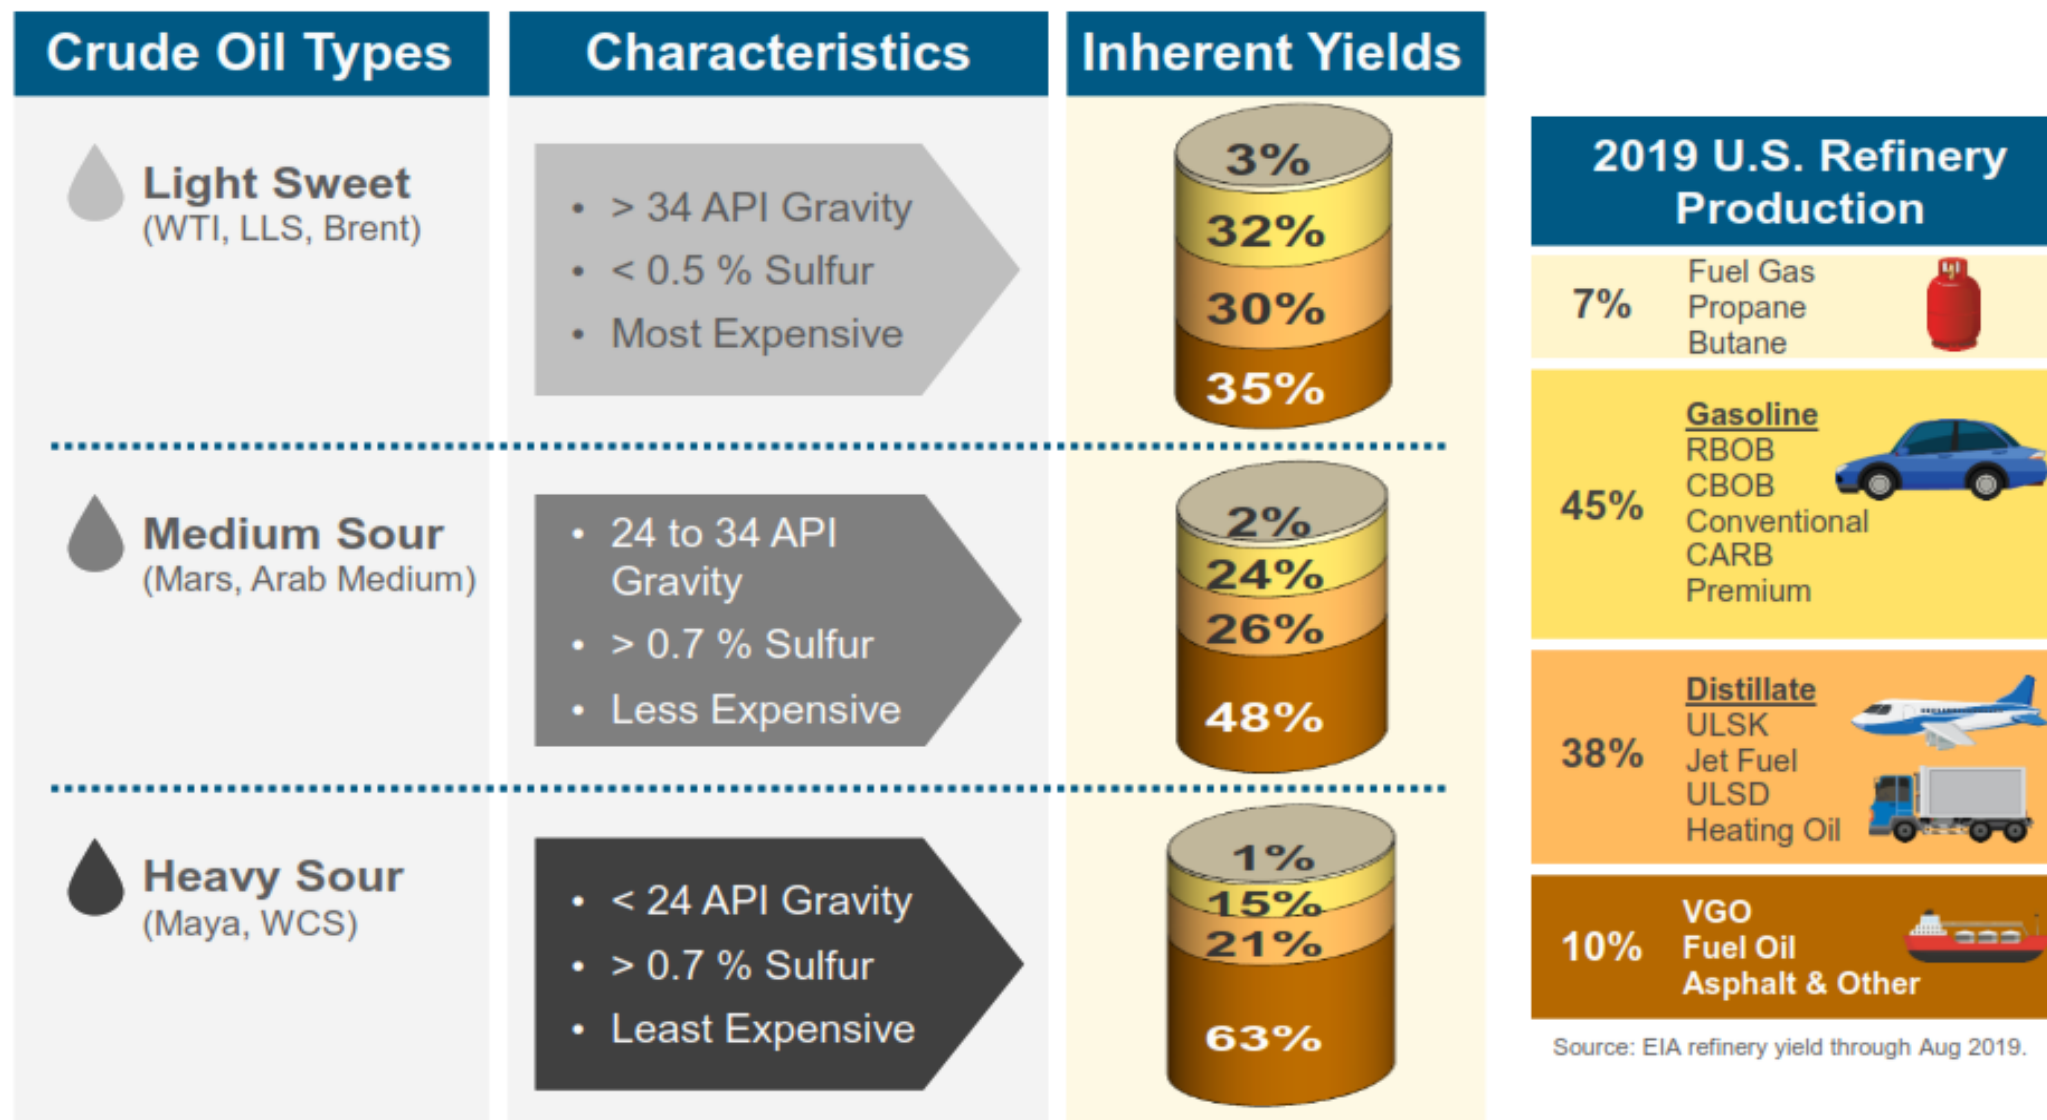 Crude Oil Types
Characteristics
Inherent Yields
Light Sweet
(WTI, LLS, Brent)
• > 34 API Gravity
• < 0.5 % Sulfur
• Most Expensive
3%
32%
30%
35%
Medium Sour
(Mars, Arab Medium)
• 24 to 34 API
Gravity
• > 0.7 % Sulfur
• Less Expensive
2%
24%
26%
48%
Heavy Sour
(Maya, WCS)
• < 24 API Gravity
• > 0.7 % Sulfur
• Least Expensive
1%
15%
21%
63%
2019 U.S. Refinery
Production
7%
Fuel Gas
Propane
Butane
45%
Gasoline
RBOB
CBOB
Conventional
CARB
Premium
38%
Distillate
ULSK
Jet Fuel
ULSD
Heating Oil
10%
VGO
Fuel Oil
Asphalt & Other
Source: EIA refinery yield through Aug 2019.